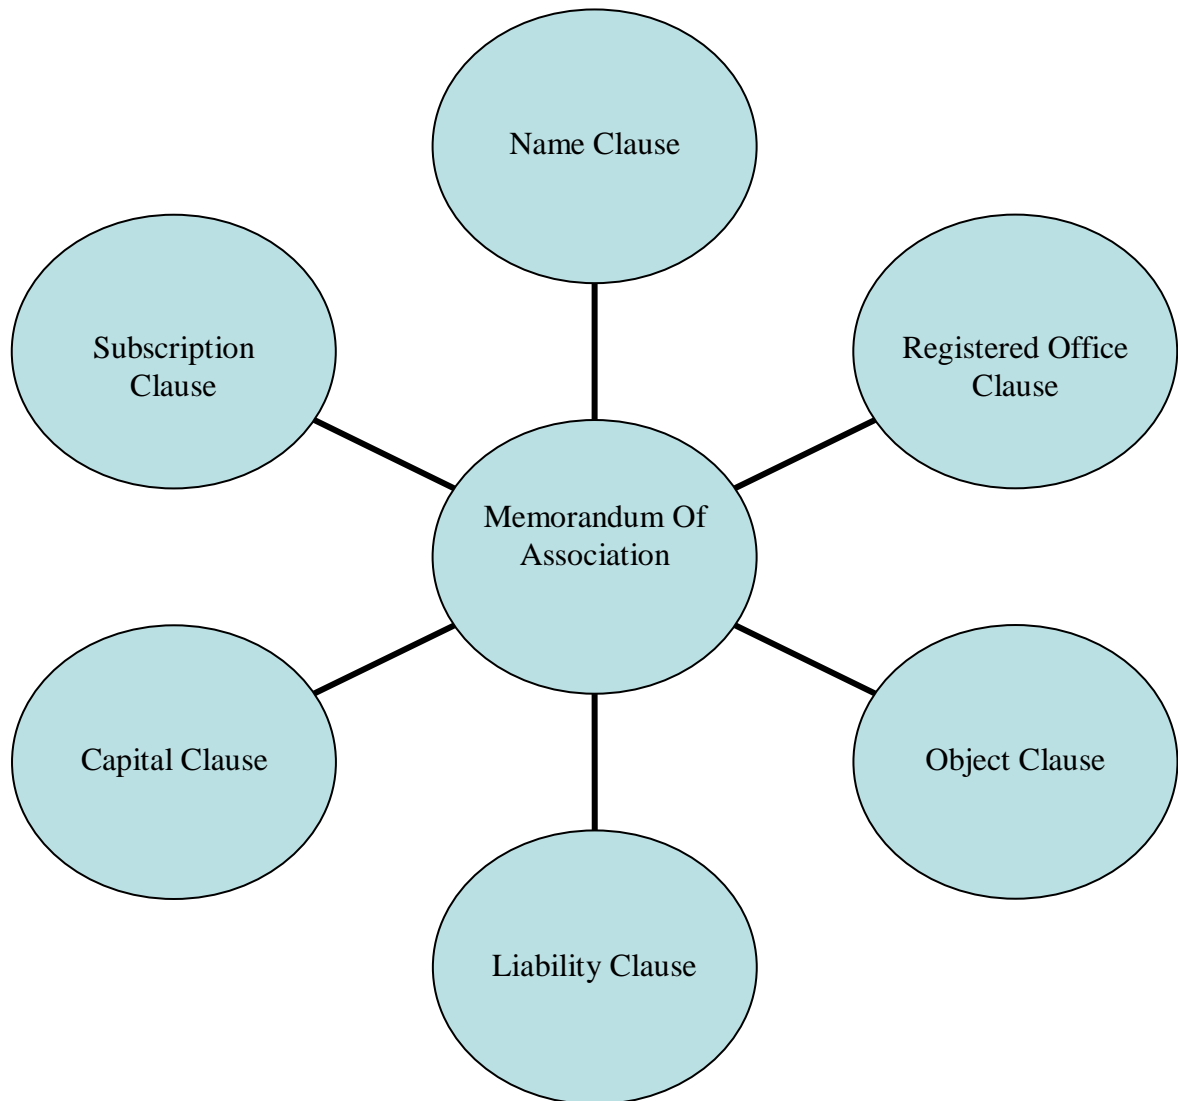 Name Clause
Subscription
Clause
Registered Office
Clause
Memorandum Of
Association
Capital Clause
Object Clause
Liability Clause